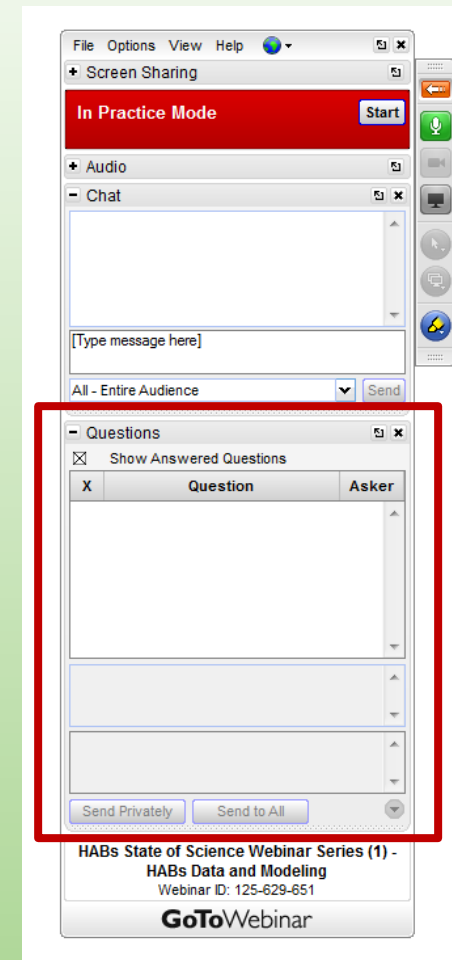 File Options View Help
Screen Sharing
In Practice Mode Start
Audio
Chat
[Type message here]
All - Entire Audience Send
Questions
Show Answered Questions
X Question Asker
Send Privately Send to All
HABs State of Science Webinar Series (1) -
HABs Data and Modeling
Webinar ID: 125-629-651
GoToWebinar